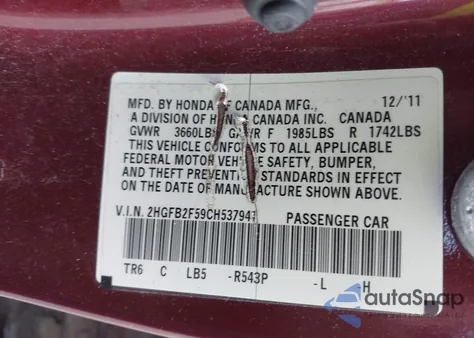 MFD. BY HONDA OF CANADA MFG., 12/'11
A DIVISION OF HONDA CANADA INC. CANADA
GVWR 3660LBS GAWR F 1985LBS R 1742LBS
THIS VEHICLE CONFORMS TO ALL APPLICABLE
FEDERAL MOTOR VEHICLE SAFETY, BUMPER,
AND THEFT PREVENTION STANDARDS IN EFFECT
ON THE DATE OF MANUFACTURE SHOWN ABOVE.
V.I.N. 2HGFB2F59CH537947 PASSENGER CAR
TR6 C LB5 -R543P -L H
autoSnap